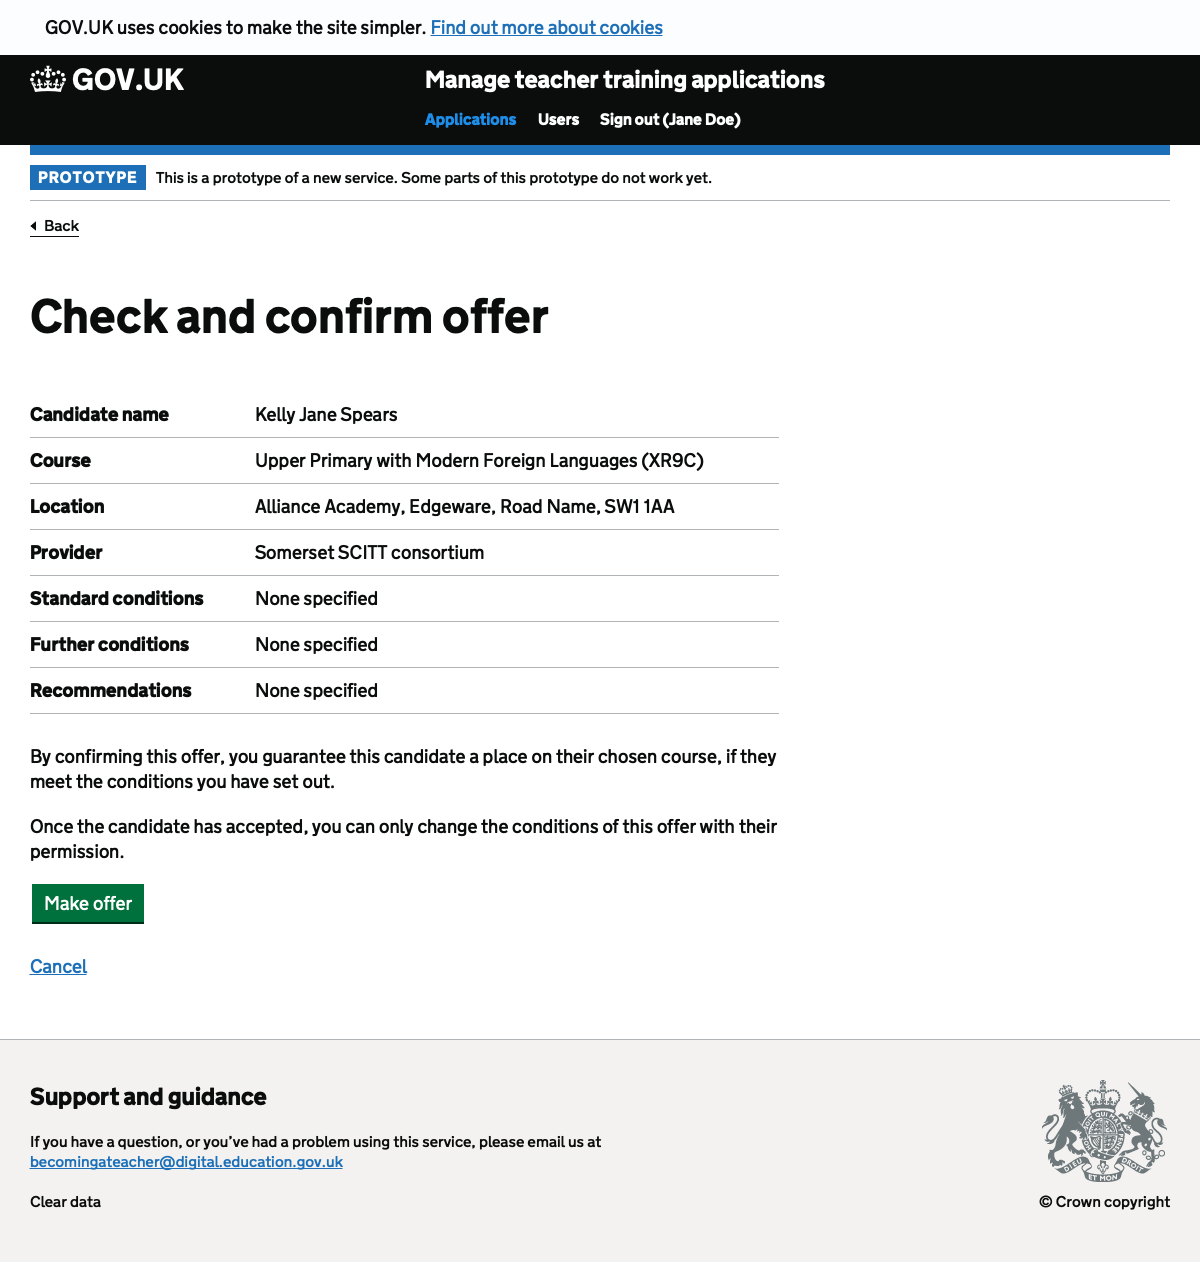 GOV.UK uses cookies to make the site simpler. Find out more about cookies
GOV.UK
Manage teacher training applications
Applications Users Sign out (Jane Doe)
PROTOTYPE This is a prototype of a new service. Some parts of this prototype do not work yet.
Back
Check and confirm offer
Candidate name Kelly Jane Spears
Course Upper Primary with Modern Foreign Languages (XR9C)
Location Alliance Academy, Edgeware, Road Name, SW1 1AA
Provider Somerset SCITT consortium
Standard conditions None specified
Further conditions None specified
Recommendations None specified
By confirming this offer, you guarantee this candidate a place on their chosen course, if they
meet the conditions you have set out.
Once the candidate has accepted, you can only change the conditions of this offer with their
permission.
Make offer
Cancel
Support and guidance
If you have a question, or you’ve had a problem using this service, please email us at
becomingateacher@digital.education.gov.uk
Clear data
DIEU ET MON DROIT
© Crown copyright